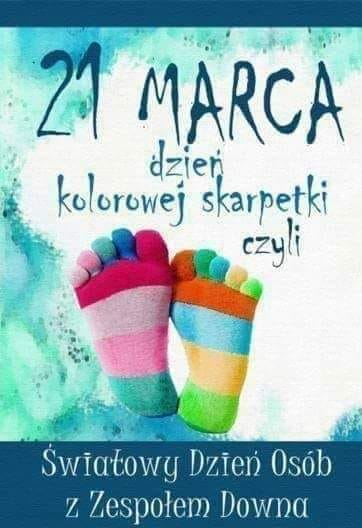 21 MARCA
dzień
kolorowej skarpetki
czyli
Światowy Dzień Osób
z Zespołem Downa